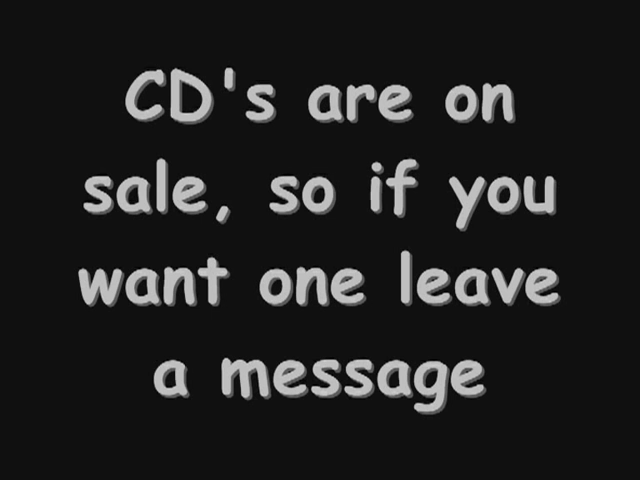 CD's are on
sale, so if you
want one leave
a message